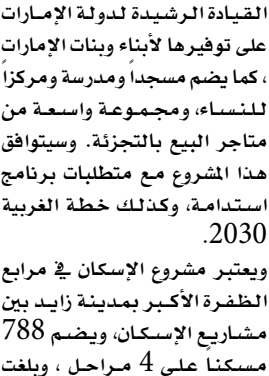 القيادة الرشيدة لدولة الإمارات
على توفيرها لأبناء وبنات الإمارات
، كما يضم مسجداً ومدرسة ومركزاً
للنساء، ومجموعة واسعة من
متاجر البيع بالتجزئة. وسيتوافق
هذا المشروع مع متطلبات برنامج
استدامة، وكذلك خطة الغربية
2030.
ويعتبر مشروع الإسكان في مرابع
الظفرة الأكبر بمدينة زايد بين
مشاريع الإسكان، ويضم 788
مسكناً على 4 مراحل ، وبلغت